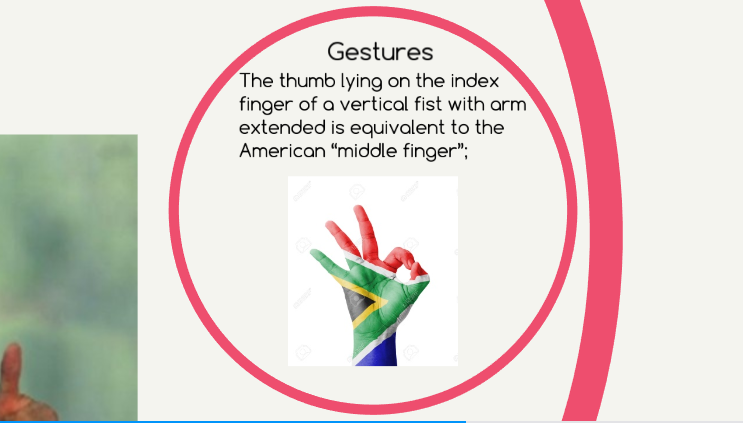 Gestures
The thumb lying on the index
finger of a vertical fist with arm
extended is equivalent to the
American “middle finger”;